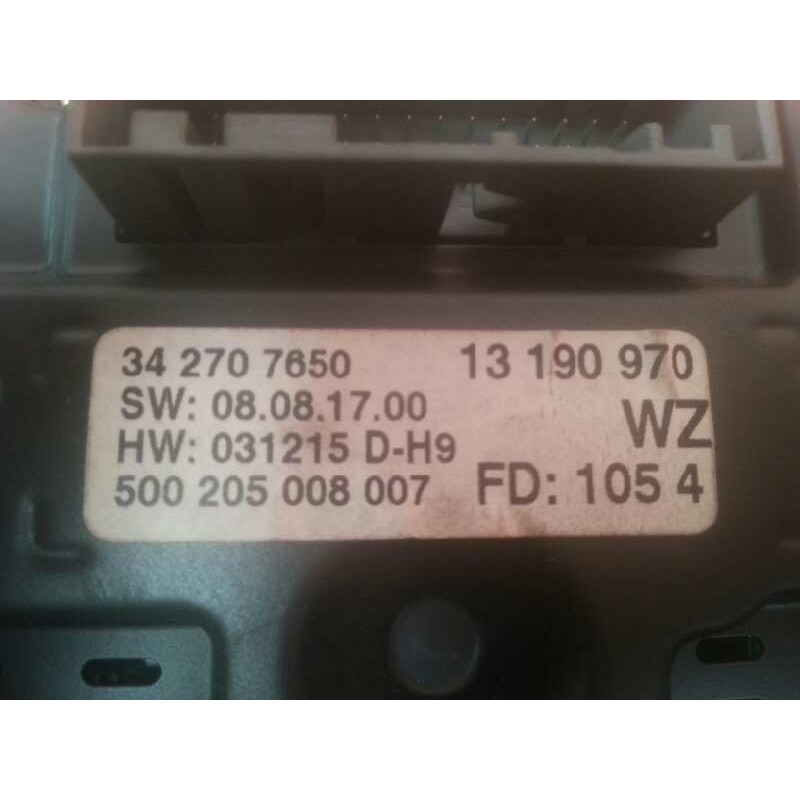 34 270 7650 13 190 970
SW: 08.08.17.00
WZ
HW: 031215 D-H9
500 205 008 007 FD: 105 4